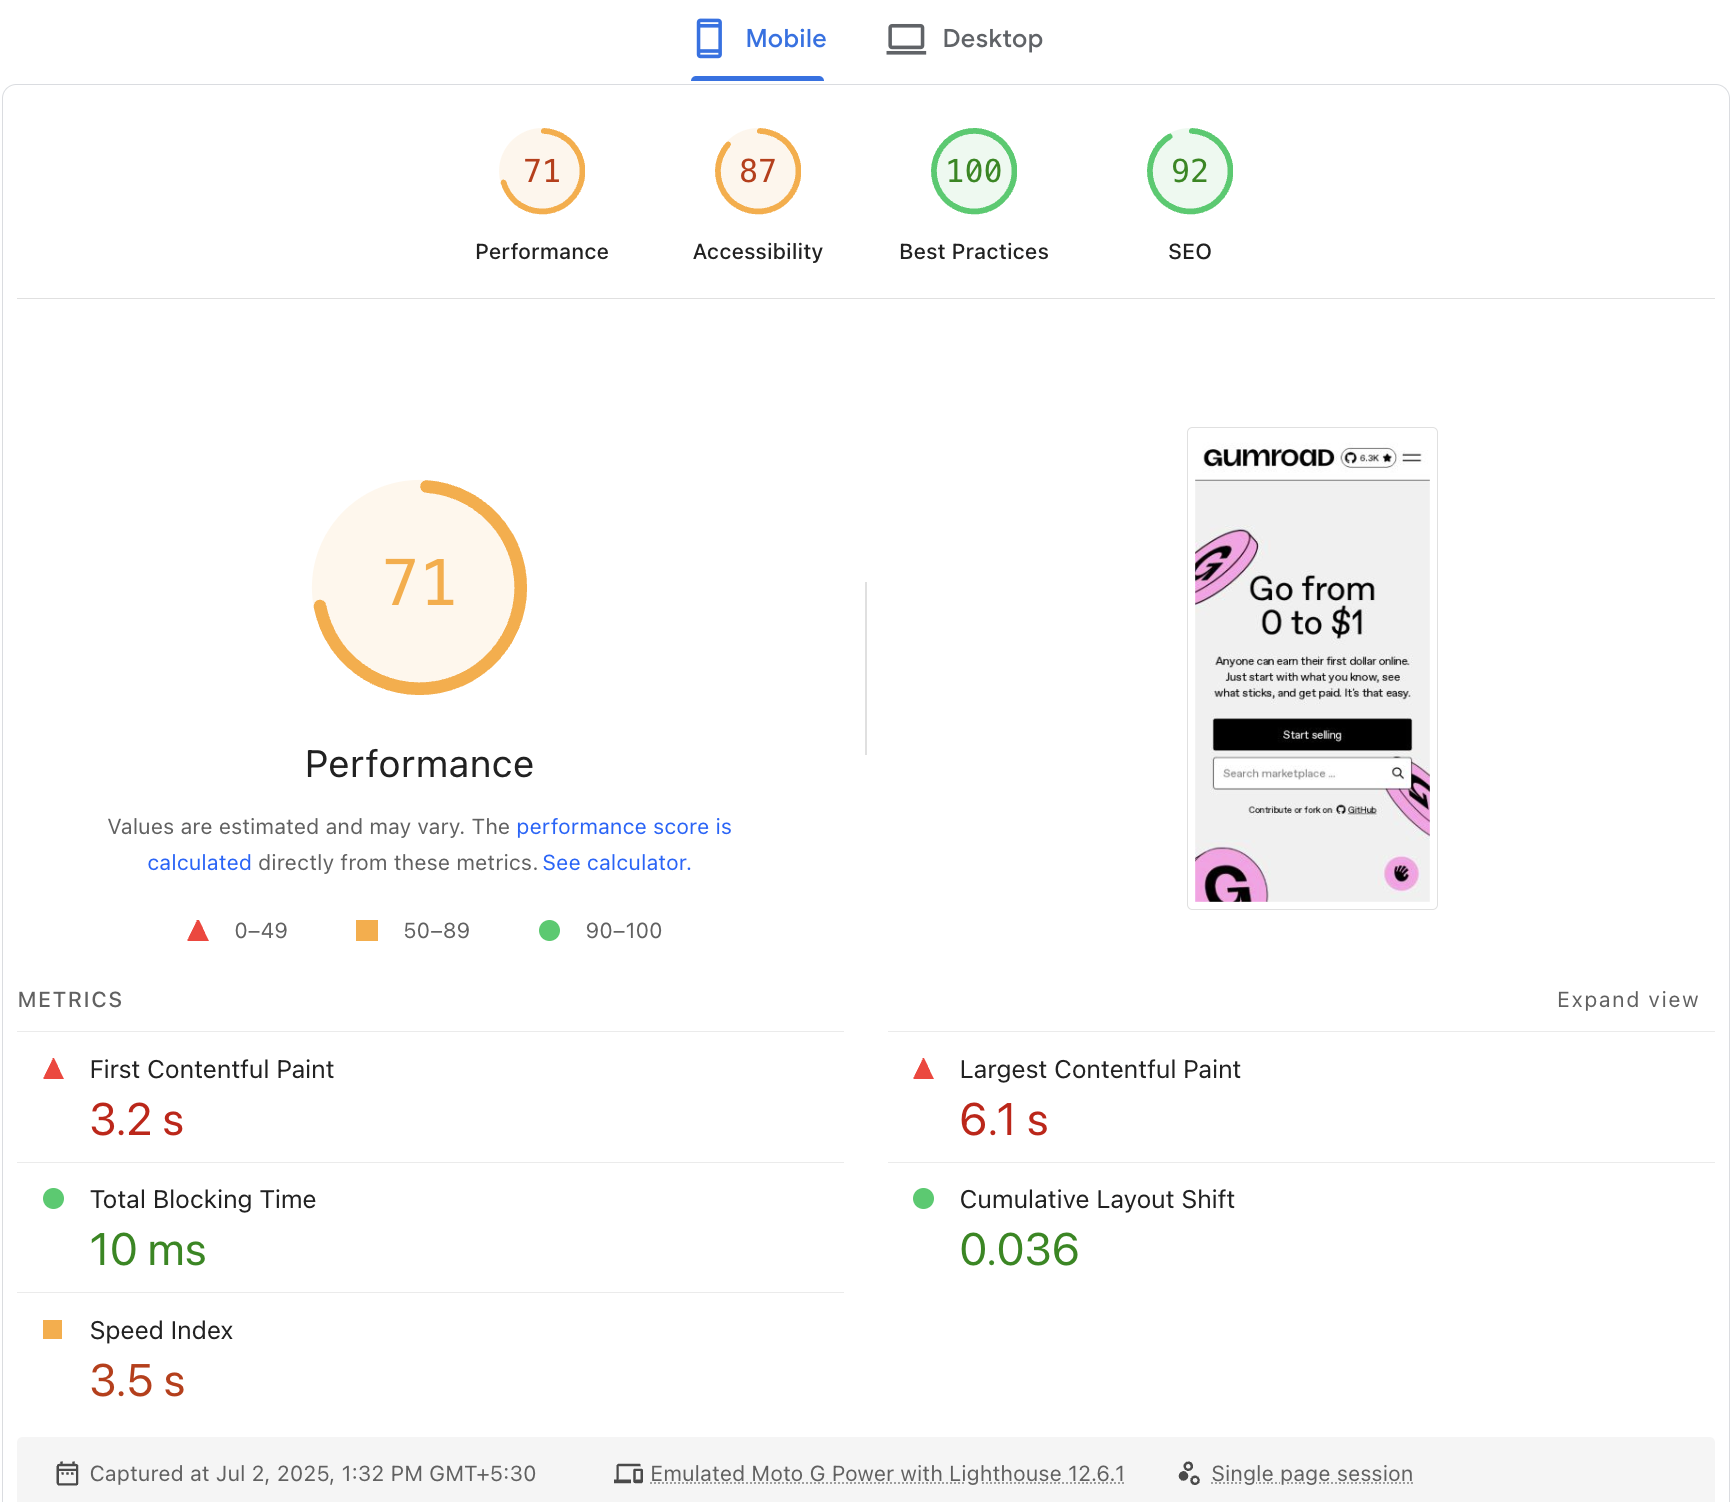 Mobile
Desktop
71
87
100
92
Performance
Accessibility
Best Practices
SEO
71
Performance
Values are estimated and may vary. The performance score is
calculated directly from these metrics. See calculator.
0–49
50–89
90–100
GUMROAD
6.3K
G
Go from
0 to $1
Anyone can earn their first dollar online.
Just start with what you know, see
what sticks, and get paid. It's that easy.
Start selling
Search marketplace ...
G
Contribute or fork on GitHub
G
METRICS
Expand view
First Contentful Paint
3.2 s
Largest Contentful Paint
6.1 s
Total Blocking Time
10 ms
Cumulative Layout Shift
0.036
Speed Index
3.5 s
Captured at Jul 2, 2025, 1:32 PM GMT+5:30
Emulated Moto G Power with Lighthouse 12.6.1
Single page session